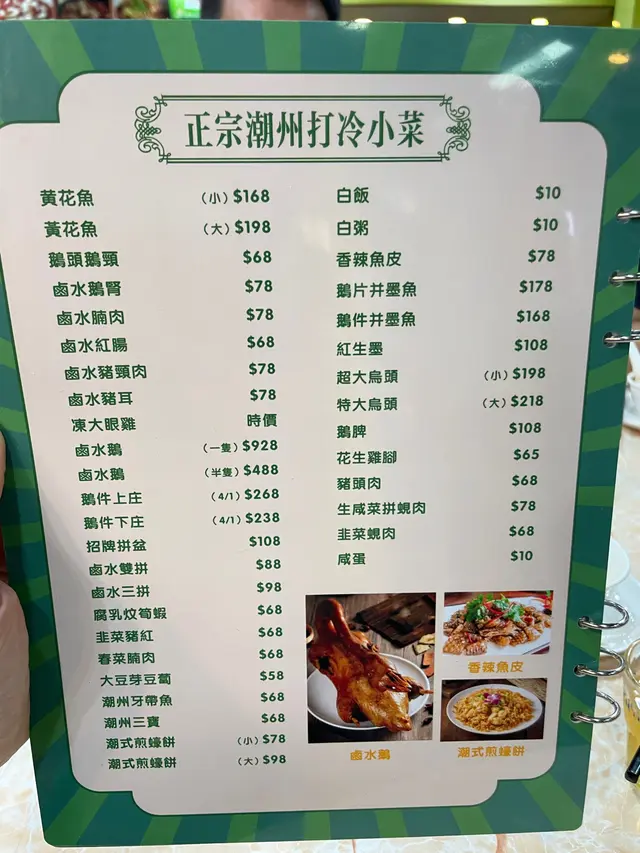 正宗潮州打冷小菜
黃花魚 （小）$168
黃花魚 （大）$198
鵝頭鵝頸 $68
鹵水鵝腎 $78
鹵水腩肉 $78
鹵水紅腸 $68
鹵水豬頸肉 $78
鹵水豬耳 $78
凍大眼雞 時價
鹵水鵝 （一隻）$928
鹵水鵝 （半隻）$488
鵝件上庄 （4/1）$268
鵝件下庄 （4/1）$238
招牌拼盆 $108
鹵水雙拼 $88
鹵水三拼 $98
腐乳炆筍蝦 $68
韭菜豬紅 $68
春菜腩肉 $68
大豆芽豆蔔 $58
潮州牙帶魚 $68
潮州三寶 $68
潮式煎蠔餅 （小）$78
潮式煎蠔餅 （大）$98
白飯 $10
白粥 $10
香辣魚皮 $78
鵝片并墨魚 $178
鵝件并墨魚 $168
紅生墨 $108
超大烏頭 （小）$198
特大烏頭 （大）$218
鵝脾 $108
花生雞腳 $65
豬頭肉 $68
生咸菜拼蜆肉 $78
韭菜蜆肉 $68
咸蛋 $10
鹵水鵝
香辣魚皮
潮式煎蠔餅